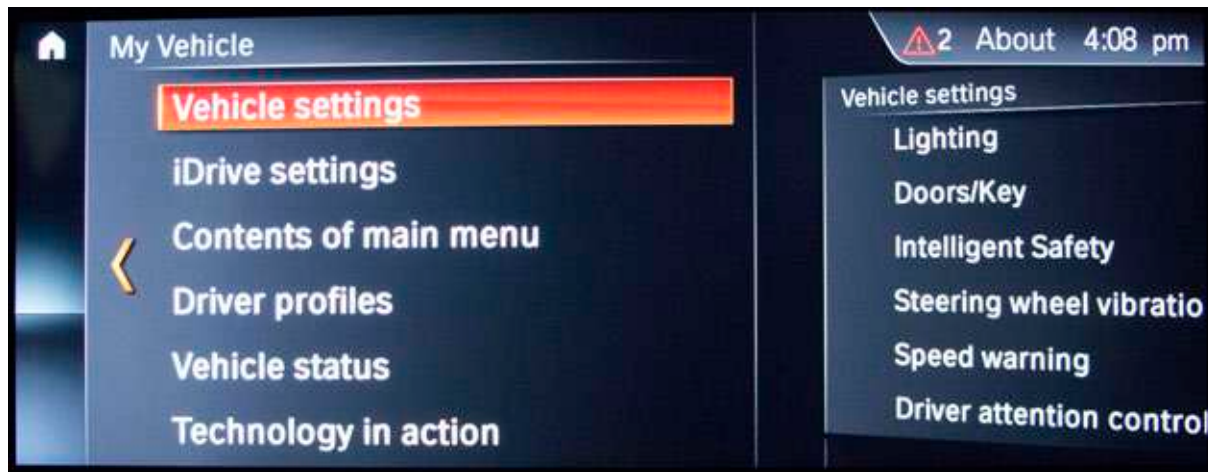 My Vehicle
Vehicle settings
iDrive settings
Contents of main menu
Driver profiles
Vehicle status
Technology in action
2 About 4:08 pm
Vehicle settings
Lighting
Doors/Key
Intelligent Safety
Steering wheel vibratio
Speed warning
Driver attention control